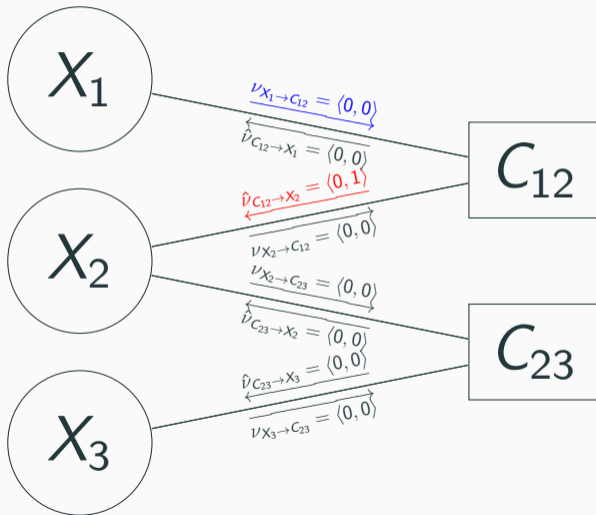 X₁
ν_{X₁→C₁₂} = ⟨0, 0⟩
ν̂_{C₁₂→X₁} = ⟨0, 0⟩
C₁₂
ν̂_{C₁₂→X₂} = ⟨0, 1⟩
ν_{X₂→C₁₂} = ⟨0, 0⟩
X₂
ν_{X₂→C₂₃} = ⟨0, 0⟩
ν̂_{C₂₃→X₂} = ⟨0, 0⟩
C₂₃
ν̂_{C₂₃→X₃} = ⟨0, 0⟩
ν_{X₃→C₂₃} = ⟨0, 0⟩
X₃